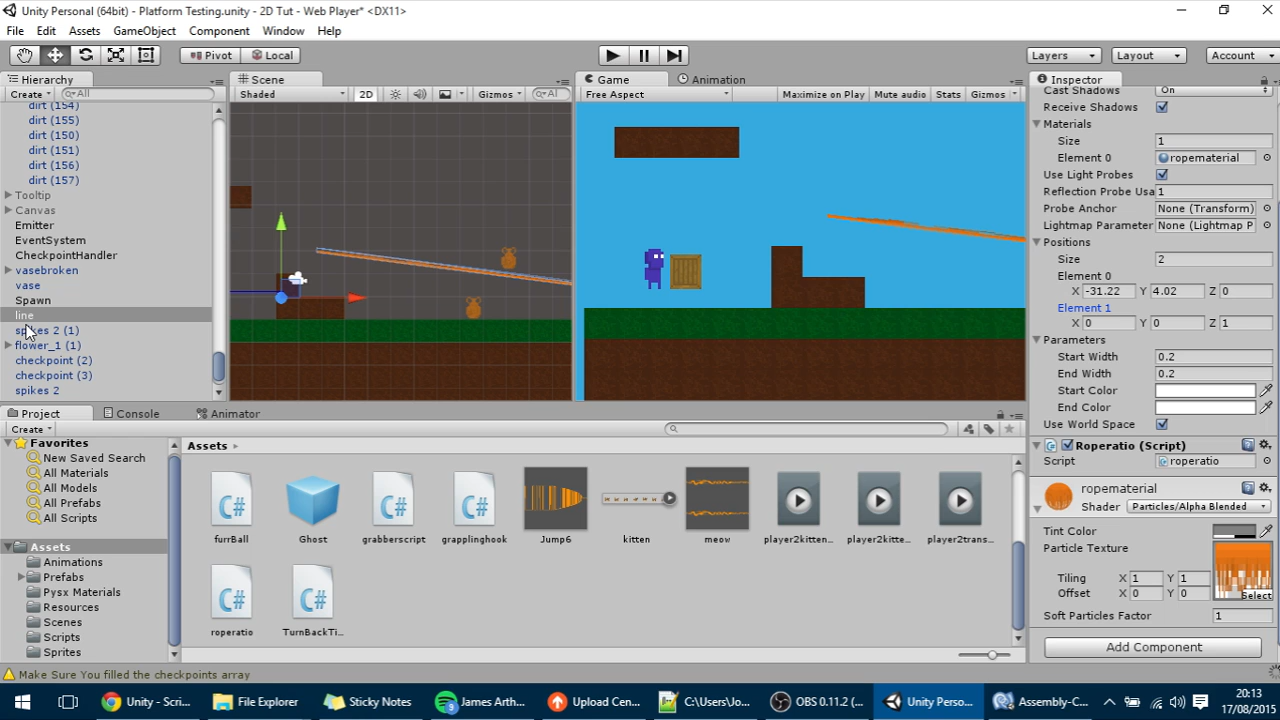 Unity Personal (64bit) - Platform Testing.unity - 2D Tut - Web Player* <DX11>
File Edit Assets GameObject Component Window Help
Pivot Local Layers Layout Account
Hierarchy
Create All
dirt (154)
dirt (155)
dirt (150)
dirt (151)
dirt (156)
dirt (157)
Tooltip
Canvas
Emitter
EventSystem
CheckpointHandler
vasebroken
vase
Spawn
line
spikes 2 (1)
flower_1 (1)
checkpoint (2)
checkpoint (3)
spikes 2
Scene
Shaded 2D Gizmos Al
Game Animation
Free Aspect Maximize on Play Mute audio Stats Gizmos
Inspector
Cast Shadows On
Receive Shadows
Materials
Size 1
Element 0 ropematerial
Use Light Probes
Reflection Probe Usa 1
Probe Anchor None (Transform)
Lightmap Parameter None (Lightmap P
Positions
Size 2
Element 0
X -31.22 Y 4.02 Z 0
Element 1
X 0 Y 0 Z 1
Parameters
Start Width 0.2
End Width 0.2
Start Color
End Color
Use World Space
Roperatio (Script)
Script roperatio
ropematerial
Shader Particles/Alpha Blended
Tint Color
Particle Texture
Tiling X 1 Y 1
Offset X 0 Y 0
Select
Soft Particles Factor 1
Add Component
Project Console Animator
Create
Favorites
New Saved Search
All Materials
All Models
All Prefabs
All Scripts
Assets
Animations
Prefabs
Pysx Materials
Resources
Scenes
Scripts
Sprites
Assets
furrBall Ghost grabberscript grapplinghook Jump6 kitten meow player2kitten... player2kitte... player2trans...
roperatio TurnBackTi...
Make Sure You filled the checkpoints array
Unity - Scri... File Explorer Sticky Notes James Arth... Upload Cen... C:\Users\Jo... OBS 0.11.2 (... Unity Perso... Assembly-C...
20:13
17/08/2015